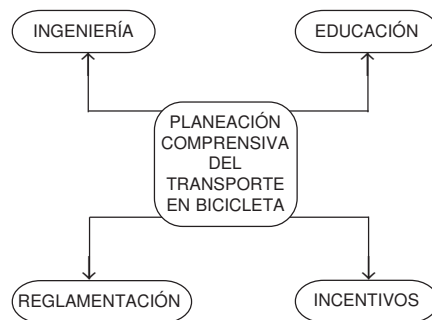 INGENIERÍA
EDUCACIÓN
PLANEACIÓN
COMPRENSIVA
DEL
TRANSPORTE
EN BICICLETA
REGLAMENTACIÓN
INCENTIVOS